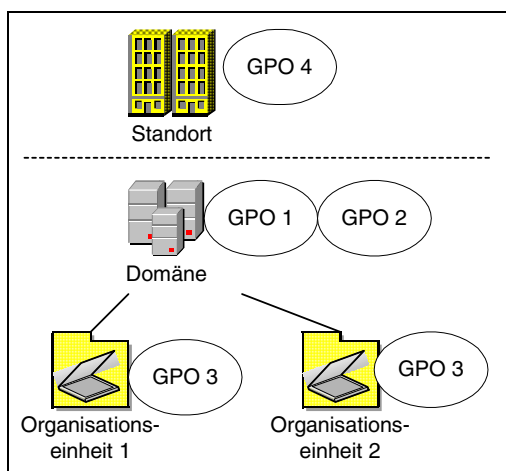 GPO 4
Standort
GPO 1
GPO 2
Domäne
GPO 3
GPO 3
Organisations-
einheit 1
Organisations-
einheit 2